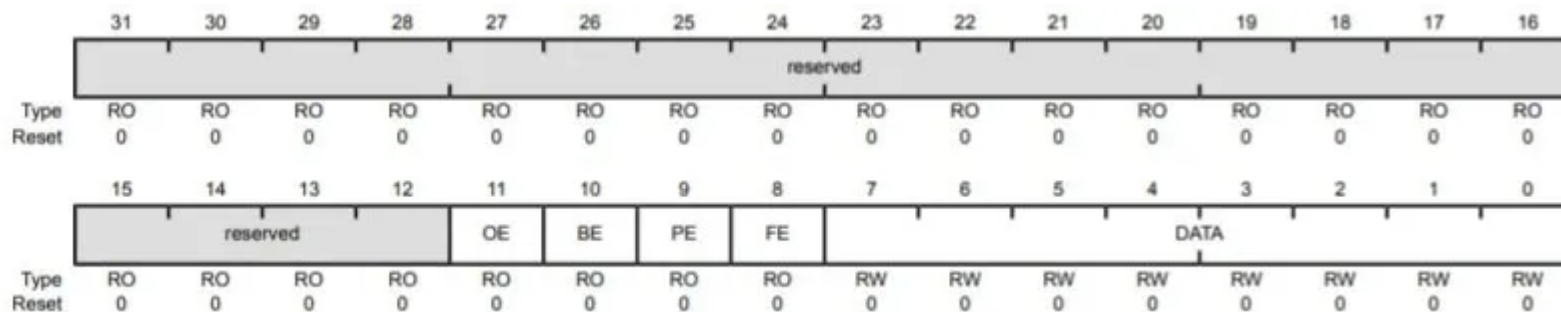 31 30 29 28 27 26 25 24 23 22 21 20 19 18 17 16
reserved
Type RO RO RO RO RO RO RO RO RO RO RO RO RO RO RO RO
Reset 0 0 0 0 0 0 0 0 0 0 0 0 0 0 0 0
15 14 13 12 11 10 9 8 7 6 5 4 3 2 1 0
reserved OE BE PE FE DATA
Type RO RO RO RO RO RO RO RO RW RW RW RW RW RW RW RW
Reset 0 0 0 0 0 0 0 0 0 0 0 0 0 0 0 0